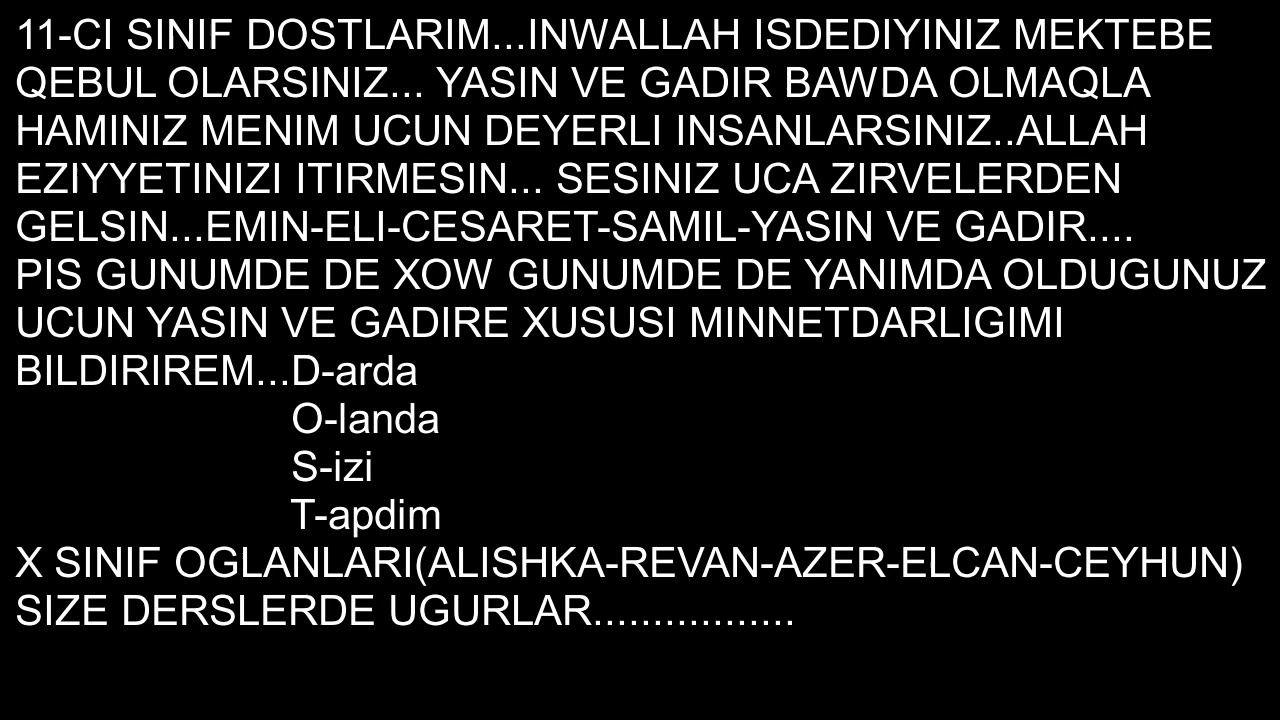 11-CI SINIF DOSTLARIM...INWALLAH ISDEDIYINIZ MEKTEBE
QEBUL OLARSINIZ... YASIN VE GADIR BAWDA OLMAQLA
HAMINIZ MENIM UCUN DEYERLI INSANLARSINIZ..ALLAH
EZIYYETINIZI ITIRMESIN... SESINIZ UCA ZIRVELERDEN
GELSIN...EMIN-ELI-CESARET-SAMIL-YASIN VE GADIR....
PIS GUNUMDE DE XOW GUNUMDE DE YANIMDA OLDUGUNUZ
UCUN YASIN VE GADIRE XUSUSI MINNETDARLIGIMI
BILDIRIREM...D-arda
O-landa
S-izi
T-apdim
X SINIF OGLANLARI(ALISHKA-REVAN-AZER-ELCAN-CEYHUN)
SIZE DERSLERDE UGURLAR.................